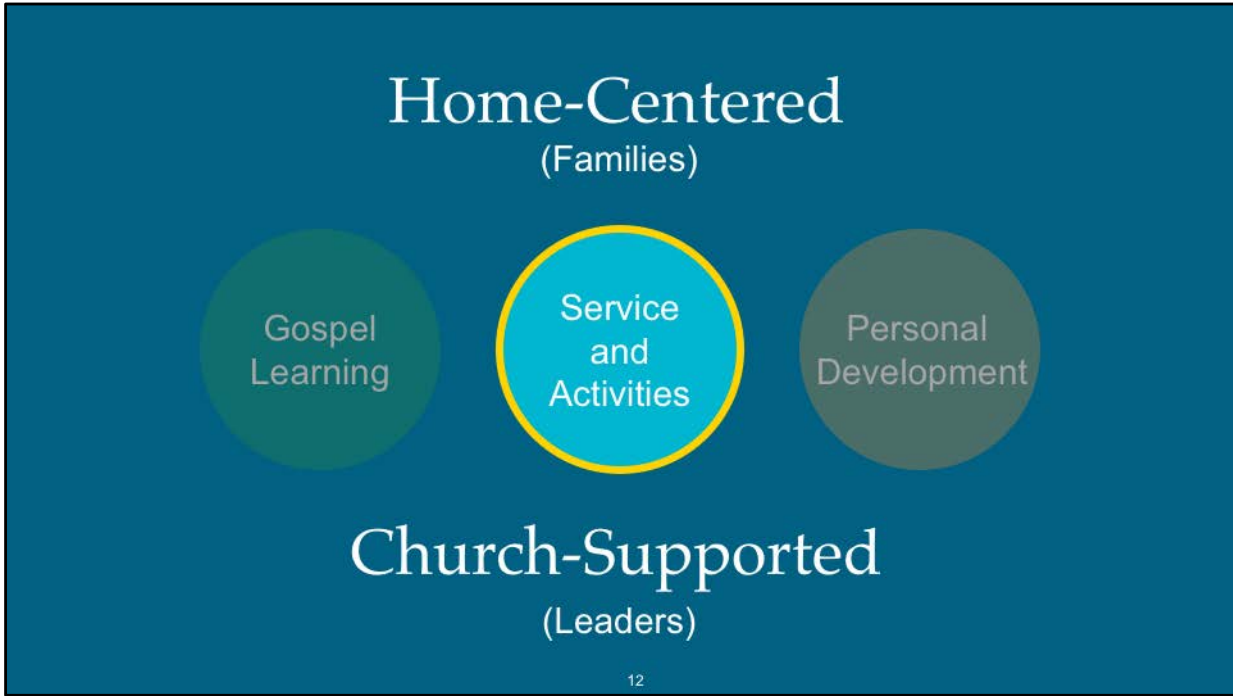 Home-Centered
(Families)
Gospel
Learning
Service
and
Activities
Personal
Development
Church-Supported
(Leaders)
12